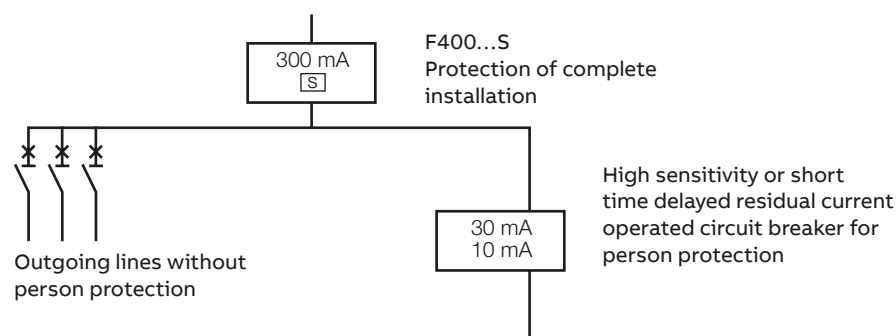 300 mA
S
F400...S
Protection of complete
installation
High sensitivity or short
time delayed residual current
operated circuit breaker for
person protection
30 mA
10 mA
Outgoing lines without
person protection